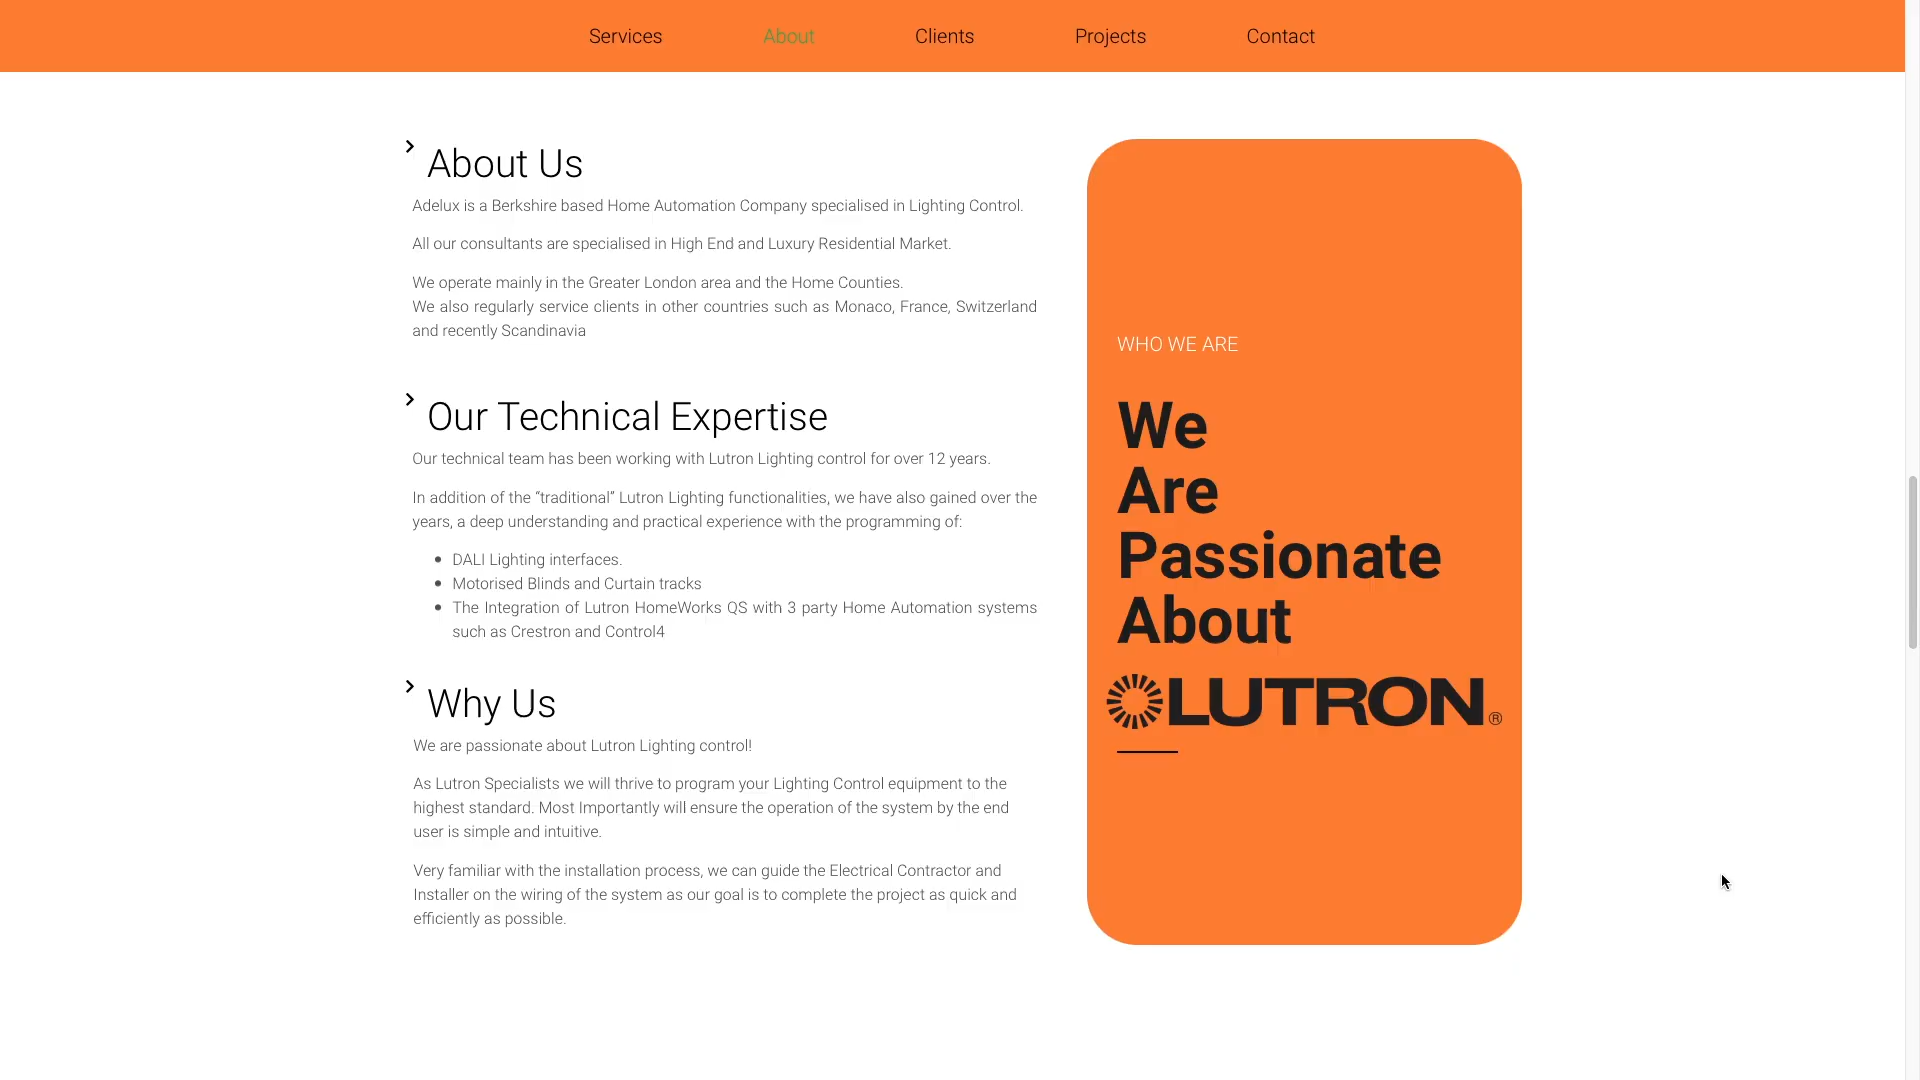 Services
About
Clients
Projects
Contact
About Us
Adelux is a Berkshire based Home Automation Company specialised in Lighting Control.
All our consultants are specialised in High End and Luxury Residential Market.
We operate mainly in the Greater London area and the Home Counties.
We also regularly service clients in other countries such as Monaco, France, Switzerland
and recently Scandinavia
Our Technical Expertise
Our technical team has been working with Lutron Lighting control for over 12 years.
In addition of the “traditional” Lutron Lighting functionalities, we have also gained over the
years, a deep understanding and practical experience with the programming of:
DALI Lighting interfaces.
Motorised Blinds and Curtain tracks
The Integration of Lutron HomeWorks QS with 3 party Home Automation systems
such as Crestron and Control4
Why Us
We are passionate about Lutron Lighting control!
As Lutron Specialists we will thrive to program your Lighting Control equipment to the
highest standard. Most Importantly will ensure the operation of the system by the end
user is simple and intuitive.
Very familiar with the installation process, we can guide the Electrical Contractor and
Installer on the wiring of the system as our goal is to complete the project as quick and
efficiently as possible.
WHO WE ARE
We
Are
Passionate
About
LUTRON®